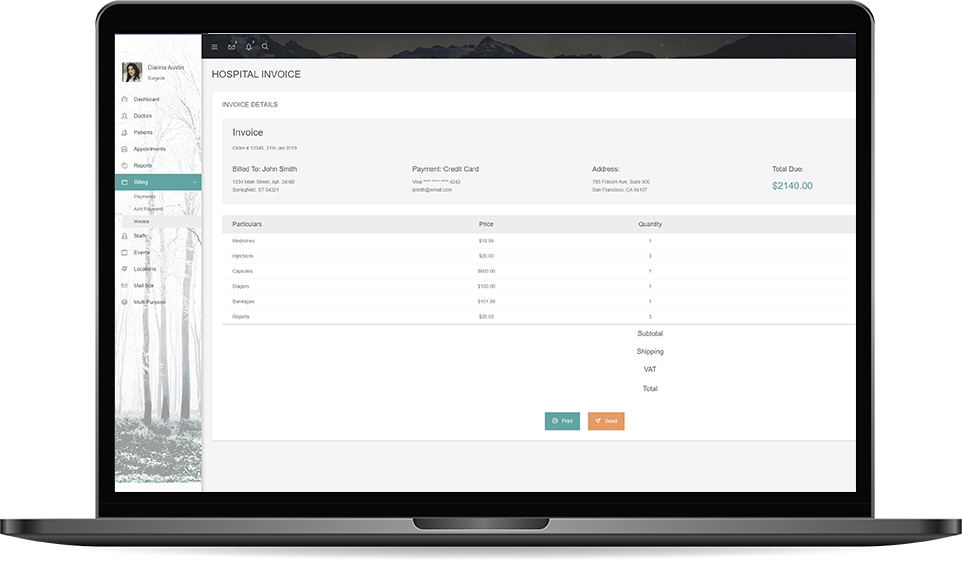 Dianna Austin
Surgeon
Dashboard
Doctors
Patients
Appointments
Reports
Billing
Payments
Add Payment
Invoice
Staffs
Events
Locations
Mail Box
Multi Purpose
HOSPITAL INVOICE
INVOICE DETAILS
Invoice
Order # 12345, 21st Jan 2019
Billed To: John Smith
1234 Main Street, Apt. 34/4B
Springfield, ST 54321
Payment: Credit Card
Visa **** **** **** 4242
jsmith@email.com
Address:
795 Folsom Ave, Suite 600
San Francisco, CA 94107
Total Due:
$2140.00
Particulars Price Quantity
Medicines $10.99 1
Injections $20.00 3
Capsules $600.00 1
Diapers $100.00 1
Bandages $101.99 1
Reports $20.00 3
Subtotal
Shipping
VAT
Total
Print
Send